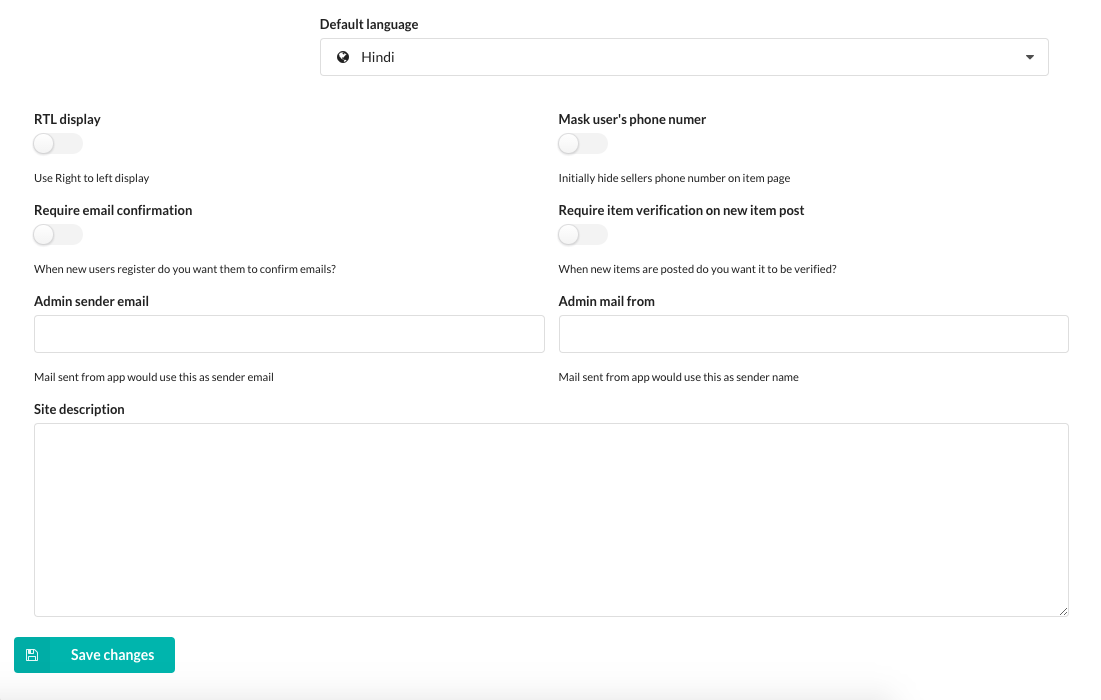 Default language
Hindi
RTL display
Mask user's phone numer
Use Right to left display
Initially hide sellers phone number on item page
Require email confirmation
Require item verification on new item post
When new users register do you want them to confirm emails?
When new items are posted do you want it to be verified?
Admin sender email
Admin mail from
Mail sent from app would use this as sender email
Mail sent from app would use this as sender name
Site description
Save changes